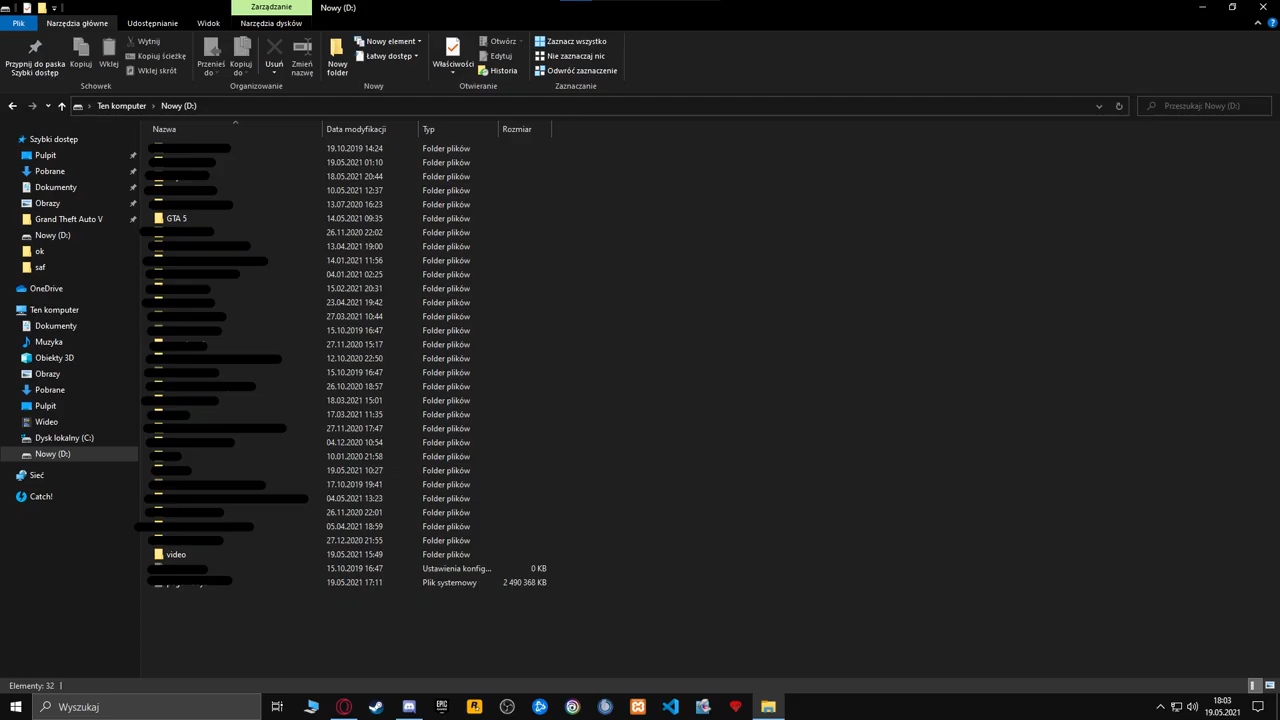 Zarządzanie
Nowy (D:)
Plik
Narzędzia główne
Udostępnianie
Widok
Narzędzia dysków
Przypnij do paska
Szybki dostęp
Kopiuj
Wklej
Wytnij
Kopiuj ścieżkę
Wklej skrót
Schowek
Przenieś
do
Kopiuj
do
Usuń
Zmień
nazwę
Organizowanie
Nowy
folder
Nowy element
Łatwy dostęp
Nowy
Właściwości
Otwórz
Edytuj
Historia
Otwieranie
Zaznacz wszystko
Nie zaznaczaj nic
Odwróć zaznaczenie
Zaznaczanie
Ten komputer
Nowy (D:)
Przeszukaj: Nowy (D:)
Szybki dostęp
Pulpit
Pobrane
Dokumenty
Obrazy
Grand Theft Auto V
Nowy (D:)
ok
saf
OneDrive
Ten komputer
Dokumenty
Muzyka
Obiekty 3D
Obrazy
Pobrane
Pulpit
Wideo
Dysk lokalny (C:)
Nowy (D:)
Sieć
Catch!
Nazwa Data modyfikacji Typ Rozmiar
19.10.2019 14:24 Folder plików
19.05.2021 01:10 Folder plików
18.05.2021 20:44 Folder plików
10.05.2021 12:37 Folder plików
13.07.2020 16:23 Folder plików
GTA 5 14.05.2021 09:35 Folder plików
26.11.2020 22:02 Folder plików
13.04.2021 19:00 Folder plików
14.01.2021 11:56 Folder plików
04.01.2021 02:25 Folder plików
15.02.2021 20:31 Folder plików
23.04.2021 19:42 Folder plików
27.03.2021 10:44 Folder plików
15.10.2019 16:47 Folder plików
27.11.2020 15:17 Folder plików
12.10.2020 22:50 Folder plików
15.10.2019 16:47 Folder plików
26.10.2020 18:57 Folder plików
18.03.2021 15:01 Folder plików
17.03.2021 11:35 Folder plików
27.11.2020 17:47 Folder plików
04.12.2020 10:54 Folder plików
10.01.2020 21:58 Folder plików
19.05.2021 10:27 Folder plików
17.10.2019 19:41 Folder plików
04.05.2021 13:23 Folder plików
26.11.2020 22:01 Folder plików
05.04.2021 18:59 Folder plików
27.12.2020 21:55 Folder plików
video 19.05.2021 15:49 Folder plików
15.10.2019 16:47 Ustawienia konfig... 0 KB
19.05.2021 17:11 Plik systemowy 2 490 368 KB
Elementy: 32
Wyszukaj
EPIC
18:03
19.05.2021